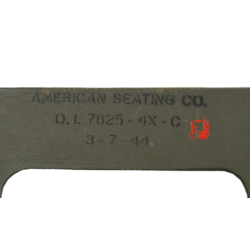 AMERICAN SEATING CO.
O.I. 7825-4X-C
3-7-44